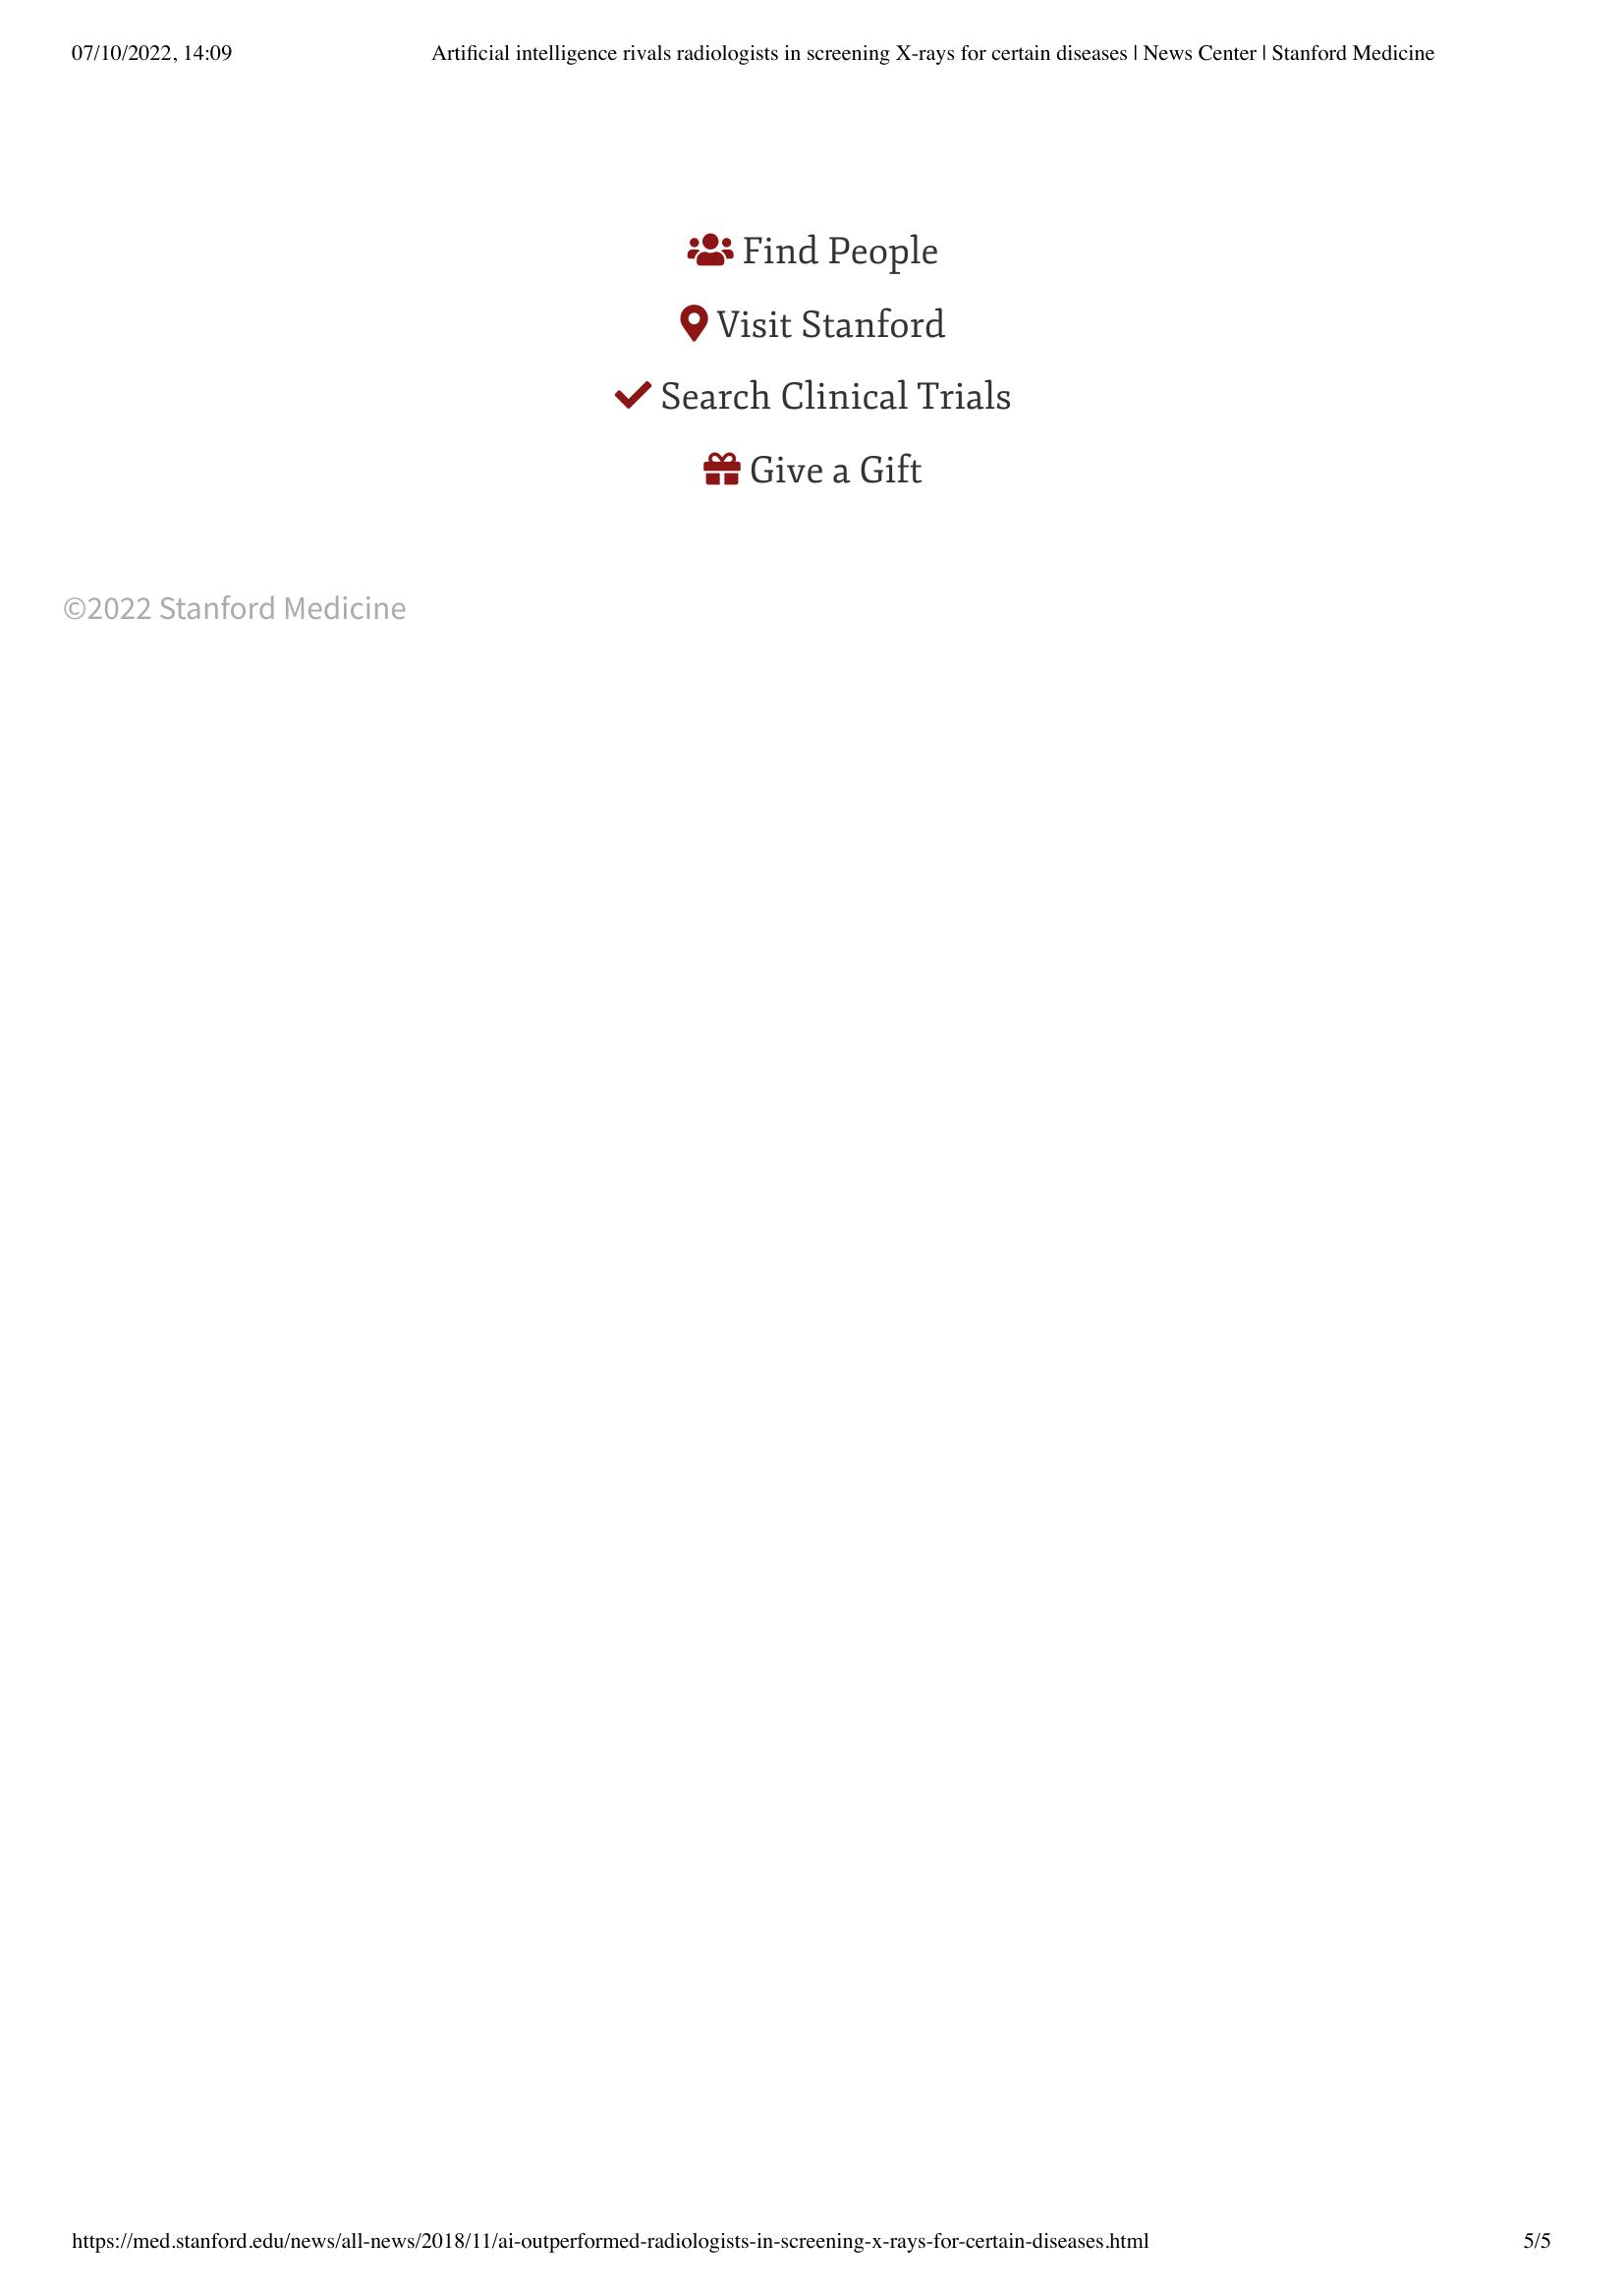 07/10/2022, 14:09 Artificial intelligence rivals radiologists in screening X-rays for certain diseases | News Center | Stanford Medicine
Find People
Visit Stanford
Search Clinical Trials
Give a Gift
©2022 Stanford Medicine
https://med.stanford.edu/news/all-news/2018/11/ai-outperformed-radiologists-in-screening-x-rays-for-certain-diseases.html 5/5